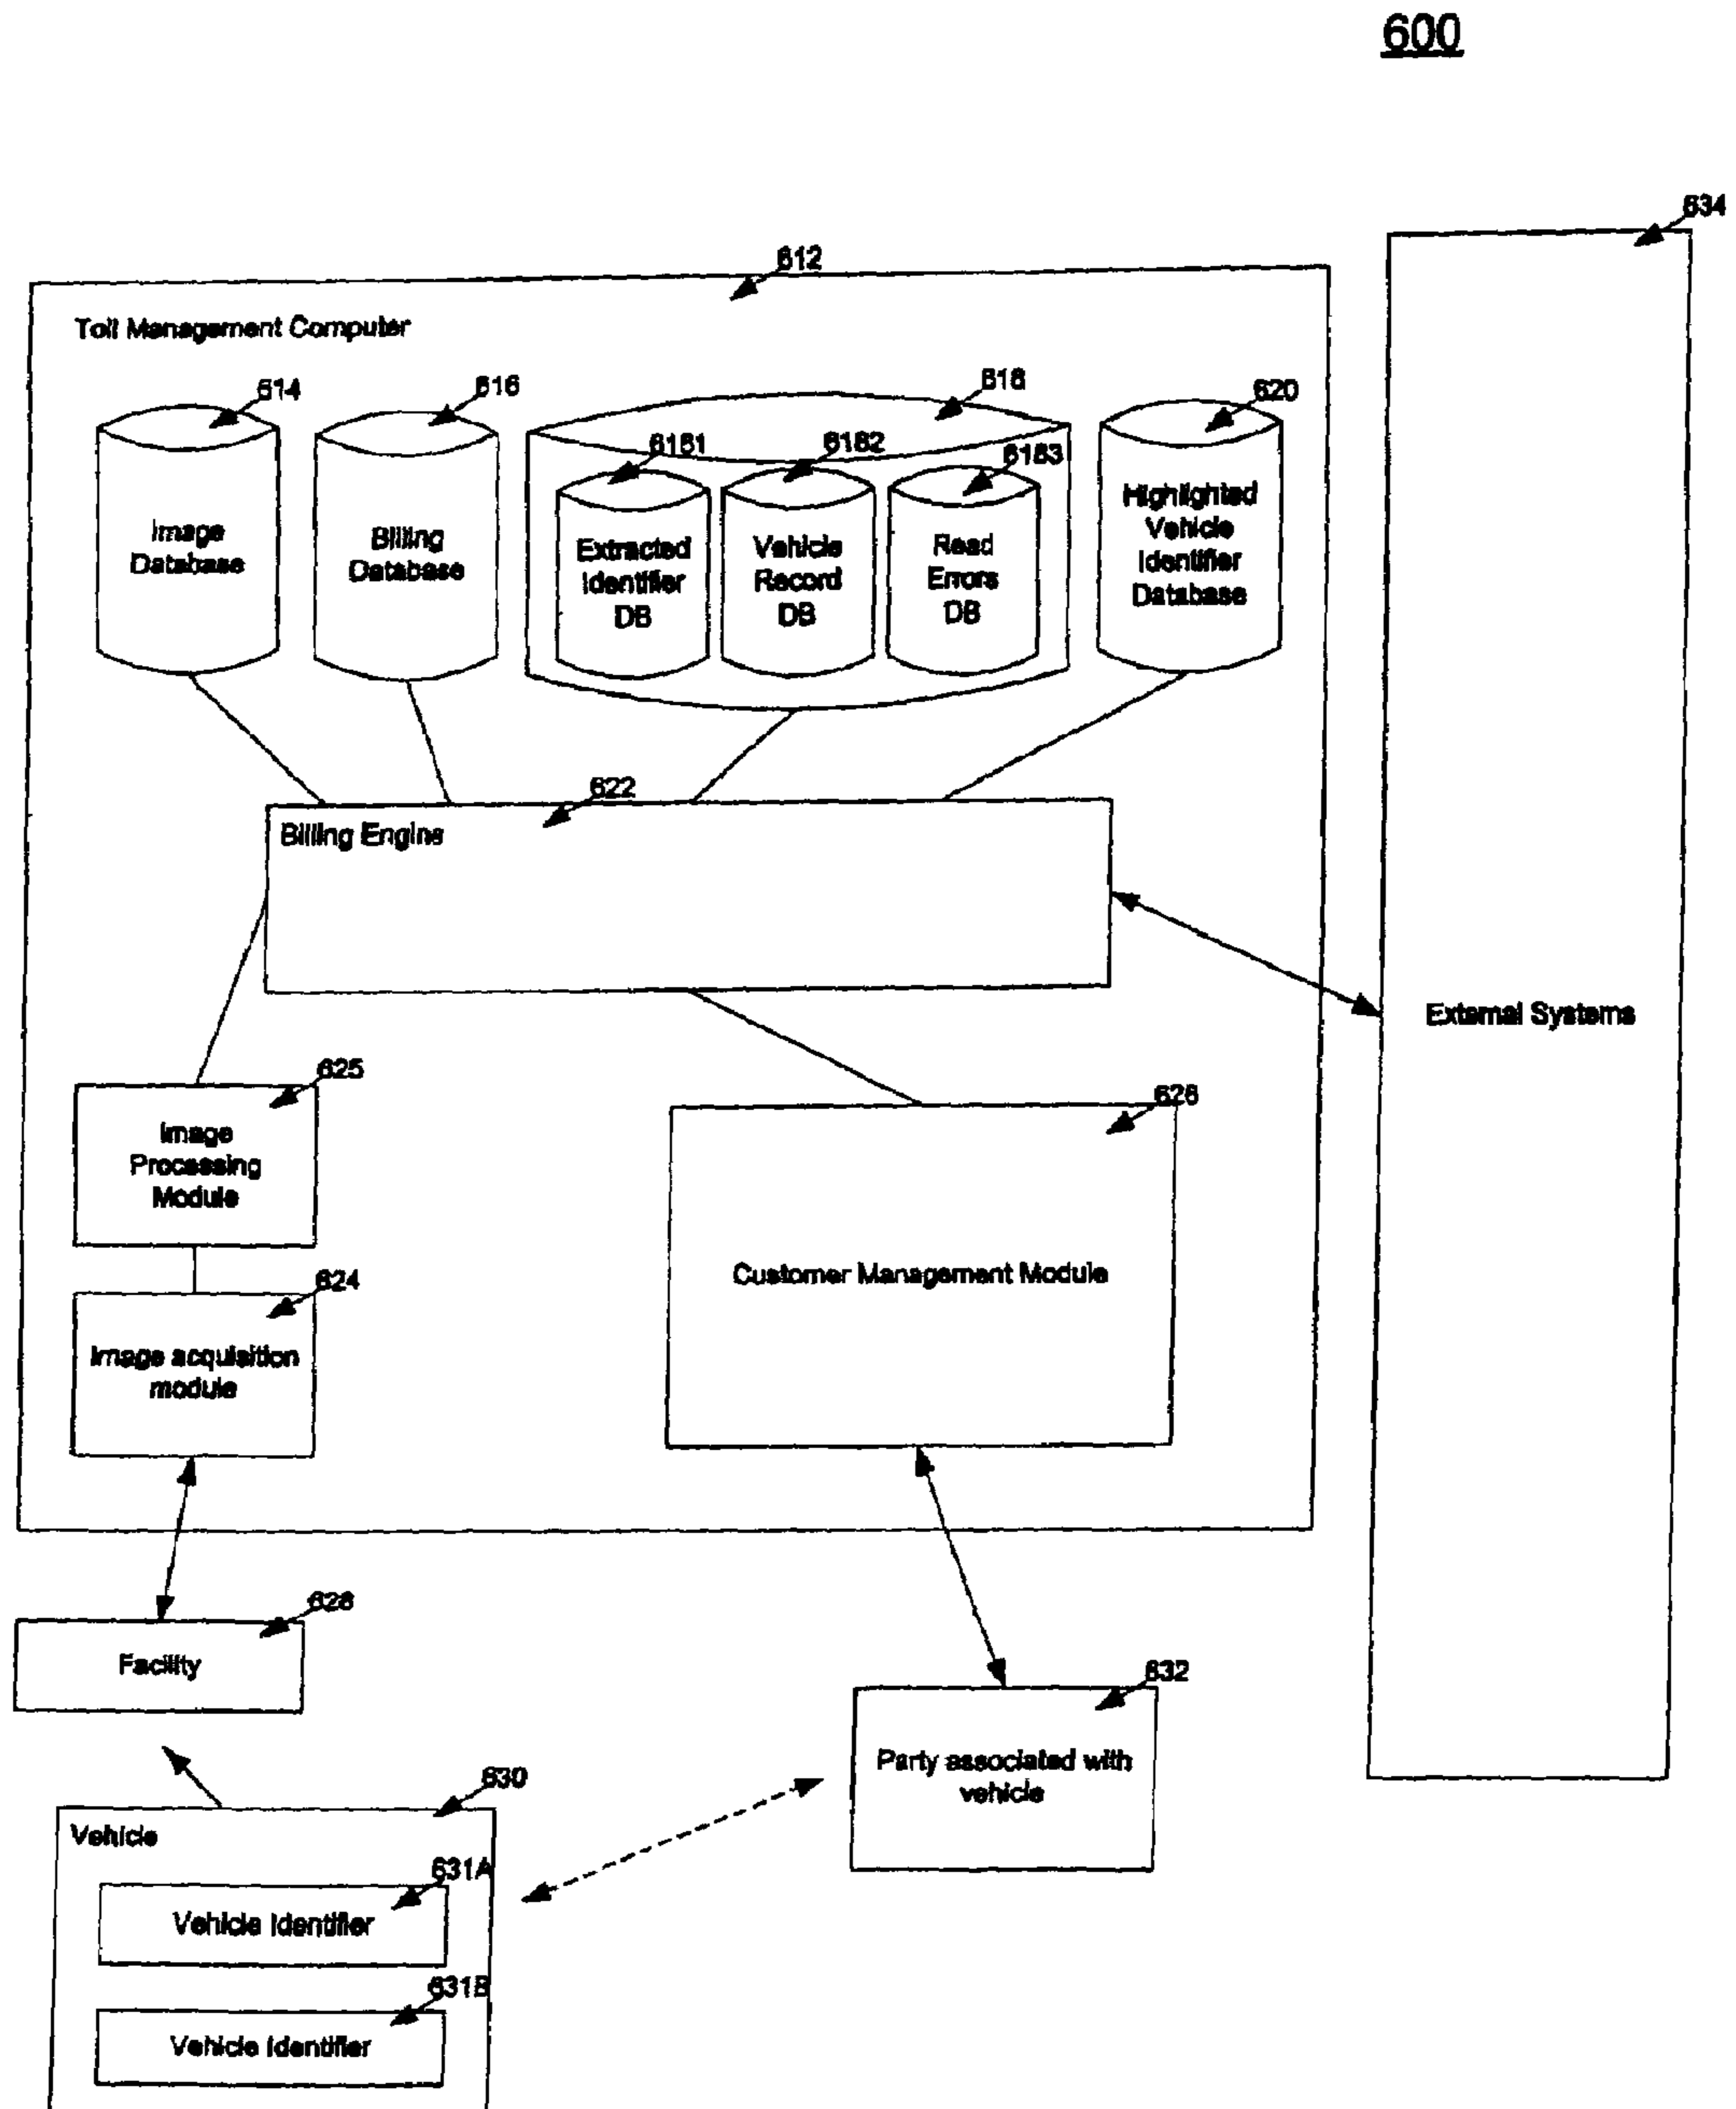 600
634
612
Toll Management Computer
614
616
618
620
6181
6182
6183
Image
Database
Billing
Database
Extracted
Identifier
DB
Vehicle
Record
DB
Read
Errors
DB
Highlighted
Vehicle
Identifier
Database
622
Billing Engine
External Systems
625
Image
Processing
Module
626
Customer Management Module
624
Image acquisition
module
628
Facility
632
Party associated with
vehicle
630
Vehicle
631A
Vehicle Identifier
631B
Vehicle Identifier